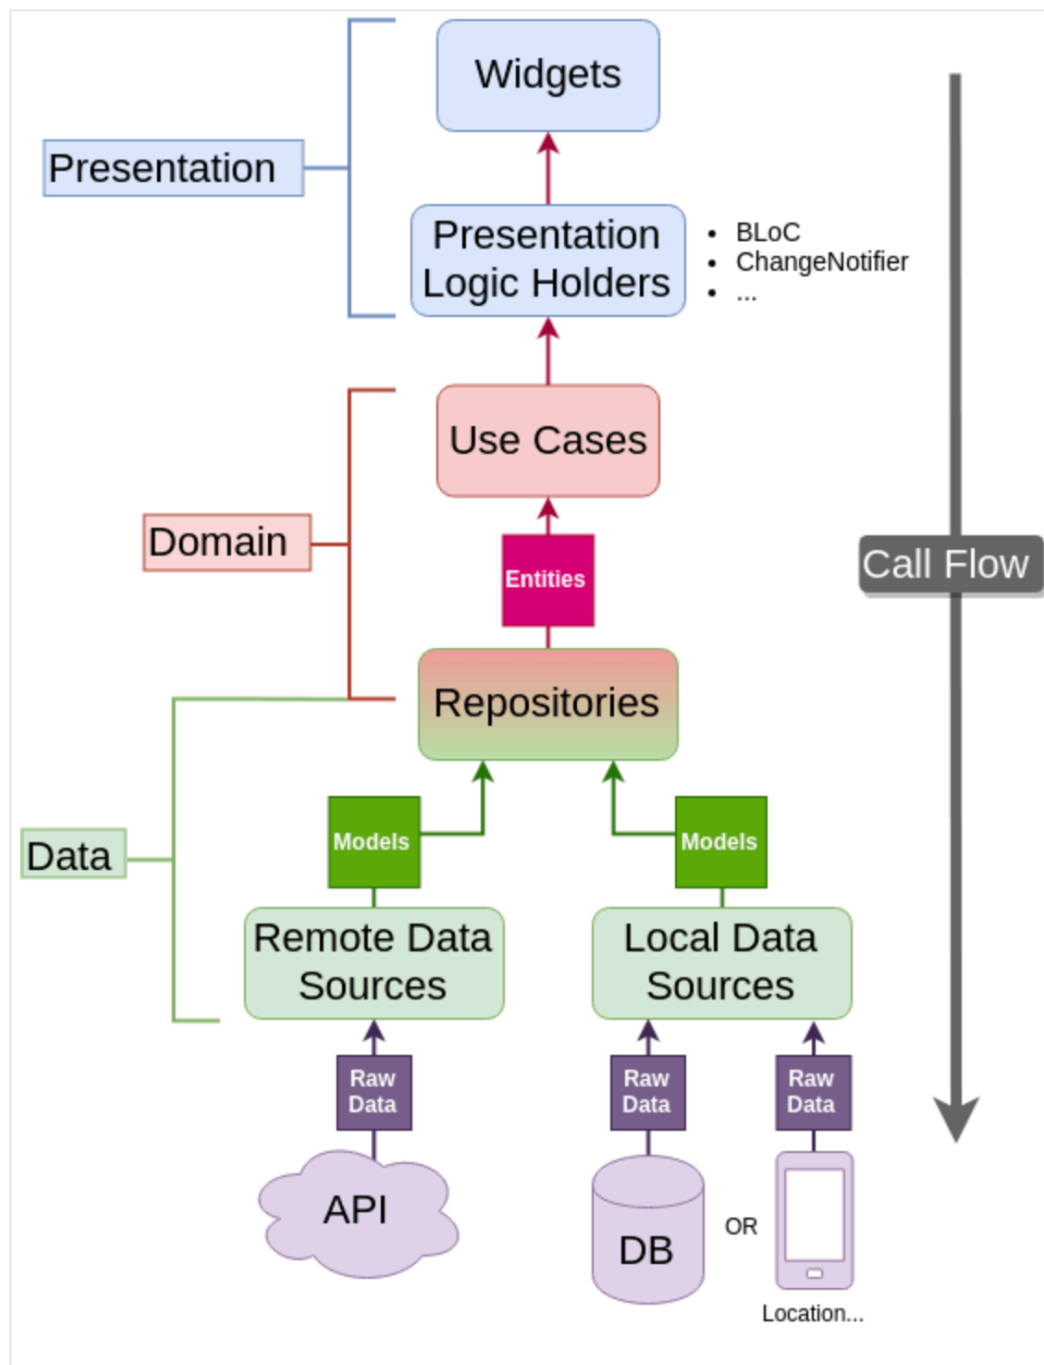 Widgets
Presentation
Presentation
Logic Holders
• BLoC
• ChangeNotifier
• ...
Use Cases
Domain
Entities
Call Flow
Repositories
Models
Models
Data
Remote Data
Sources
Local Data
Sources
Raw
Data
Raw
Data
Raw
Data
API
DB
OR
Location...